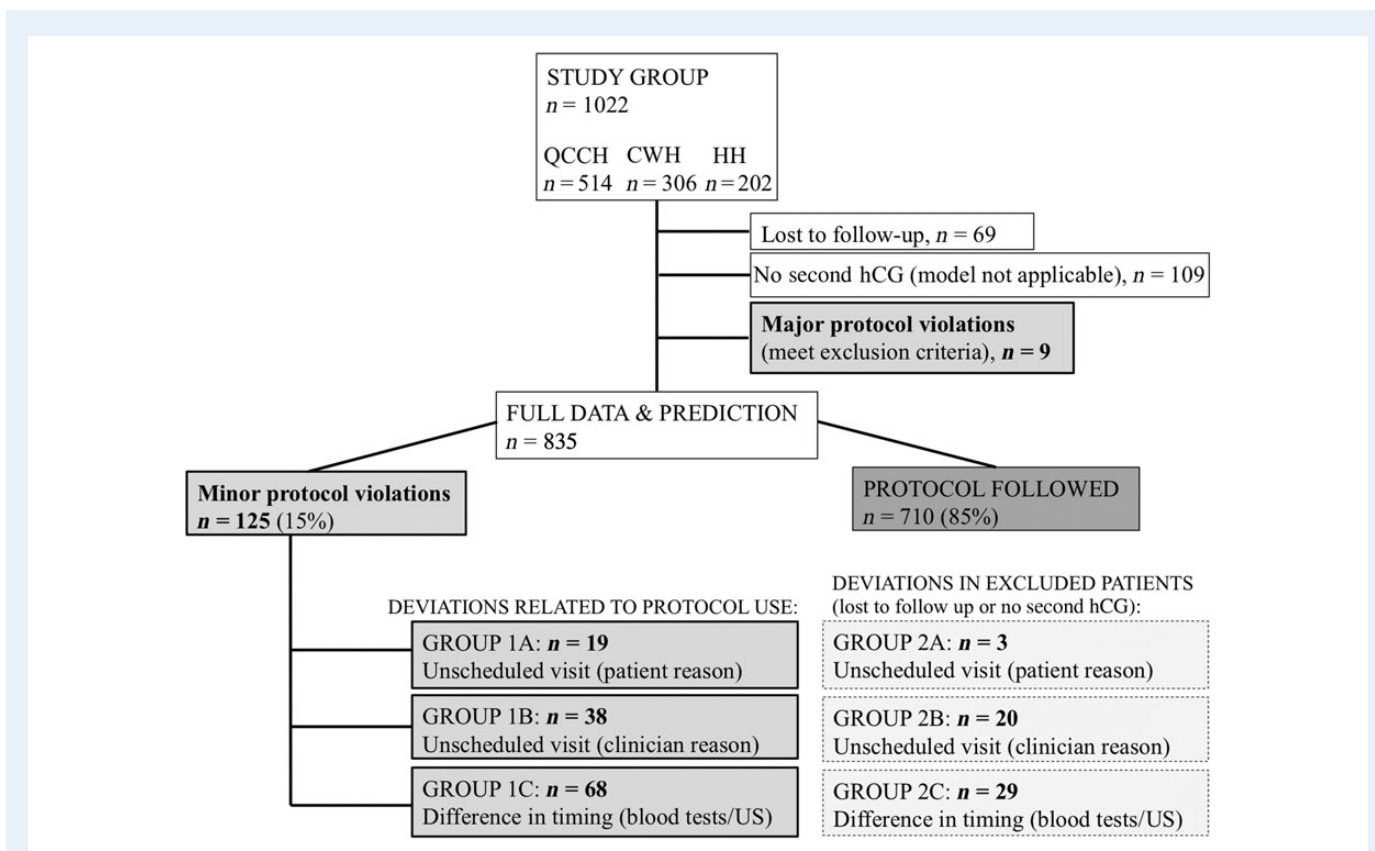 STUDY GROUP
n = 1022
QCCH CWH HH
n = 514 n = 306 n = 202
Lost to follow-up, n = 69
No second hCG (model not applicable), n = 109
Major protocol violations
(meet exclusion criteria), n = 9
FULL DATA & PREDICTION
n = 835
Minor protocol violations
n = 125 (15%)
PROTOCOL FOLLOWED
n = 710 (85%)
DEVIATIONS RELATED TO PROTOCOL USE:
GROUP 1A: n = 19
Unscheduled visit (patient reason)
GROUP 1B: n = 38
Unscheduled visit (clinician reason)
GROUP 1C: n = 68
Difference in timing (blood tests/US)
DEVIATIONS IN EXCLUDED PATIENTS
(lost to follow up or no second hCG):
GROUP 2A: n = 3
Unscheduled visit (patient reason)
GROUP 2B: n = 20
Unscheduled visit (clinician reason)
GROUP 2C: n = 29
Difference in timing (blood tests/US)